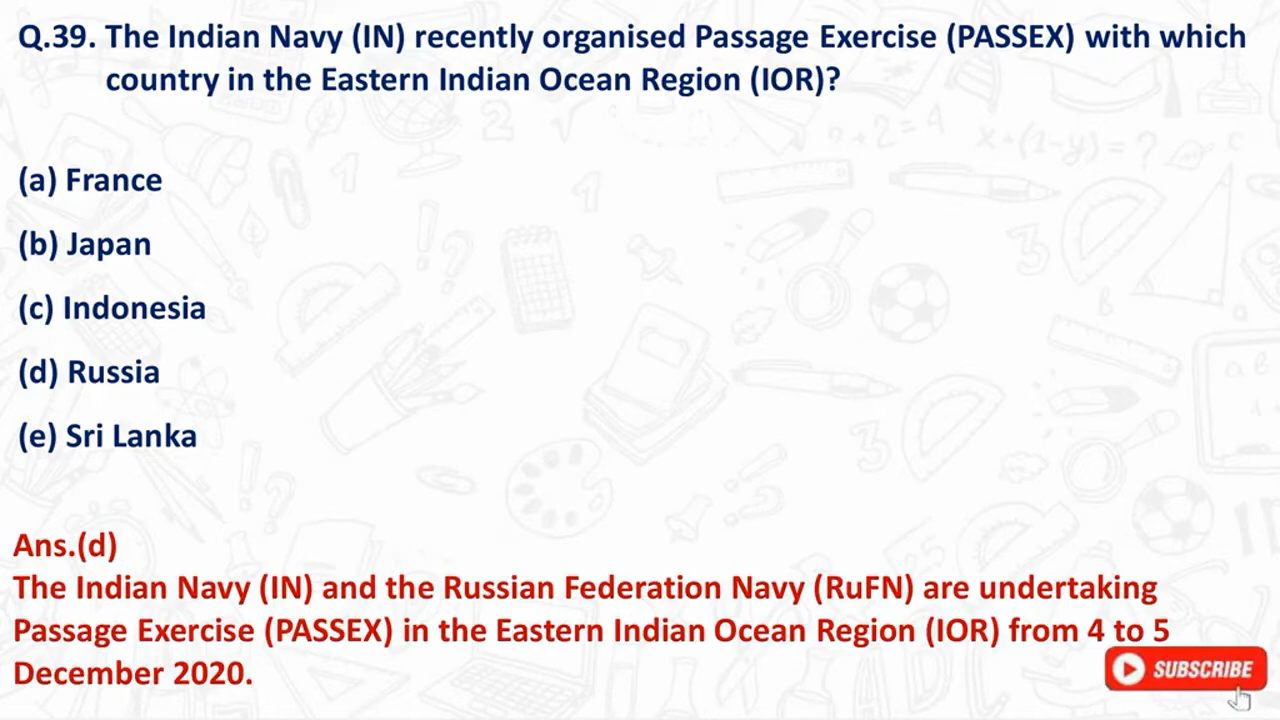 Q.39. The Indian Navy (IN) recently organised Passage Exercise (PASSEX) with which
country in the Eastern Indian Ocean Region (IOR)?
(a) France
(b) Japan
(c) Indonesia
(d) Russia
(e) Sri Lanka
Ans.(d)
The Indian Navy (IN) and the Russian Federation Navy (RuFN) are undertaking
Passage Exercise (PASSEX) in the Eastern Indian Ocean Region (IOR) from 4 to 5
December 2020.
SUBSCRIBE